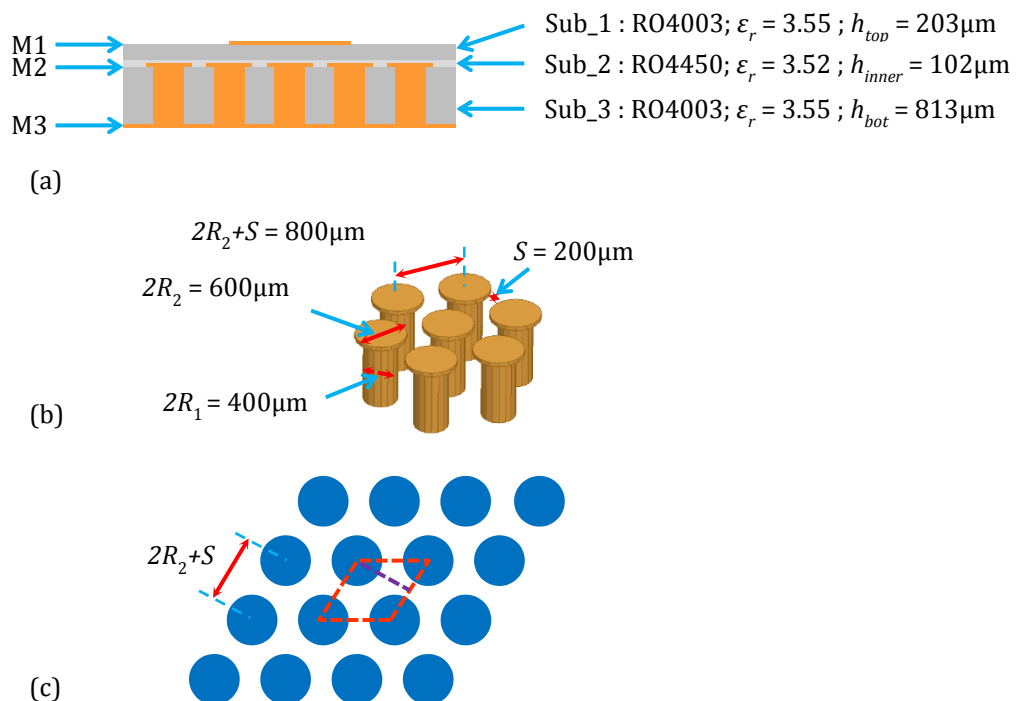 M1
Sub_1 : RO4003; εr = 3.55 ; htop = 203μm
M2
Sub_2 : RO4450; εr = 3.52 ; hinner = 102μm
M3
Sub_3 : RO4003; εr = 3.55 ; hbot = 813μm
(a)
2R2+S = 800μm
S = 200μm
2R2 = 600μm
2R1 = 400μm
(b)
2R2+S
(c)